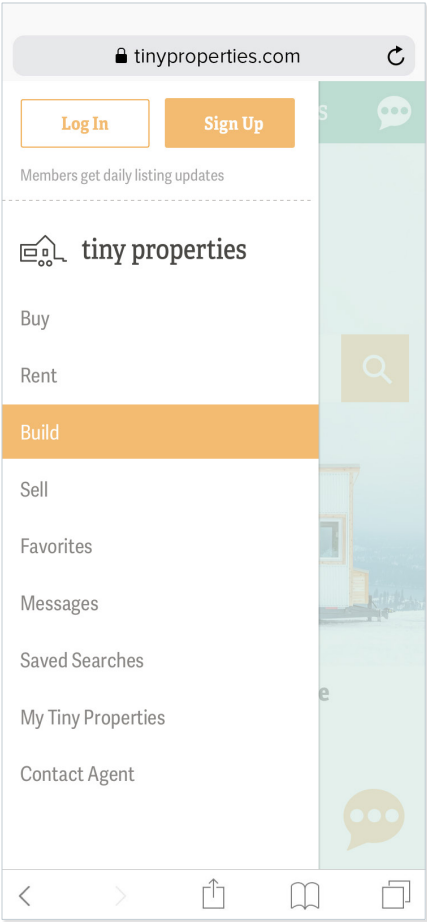 tinyproperties.com
Log In
Sign Up
Members get daily listing updates
tiny properties
Buy
Rent
Build
Sell
Favorites
Messages
Saved Searches
My Tiny Properties
Contact Agent